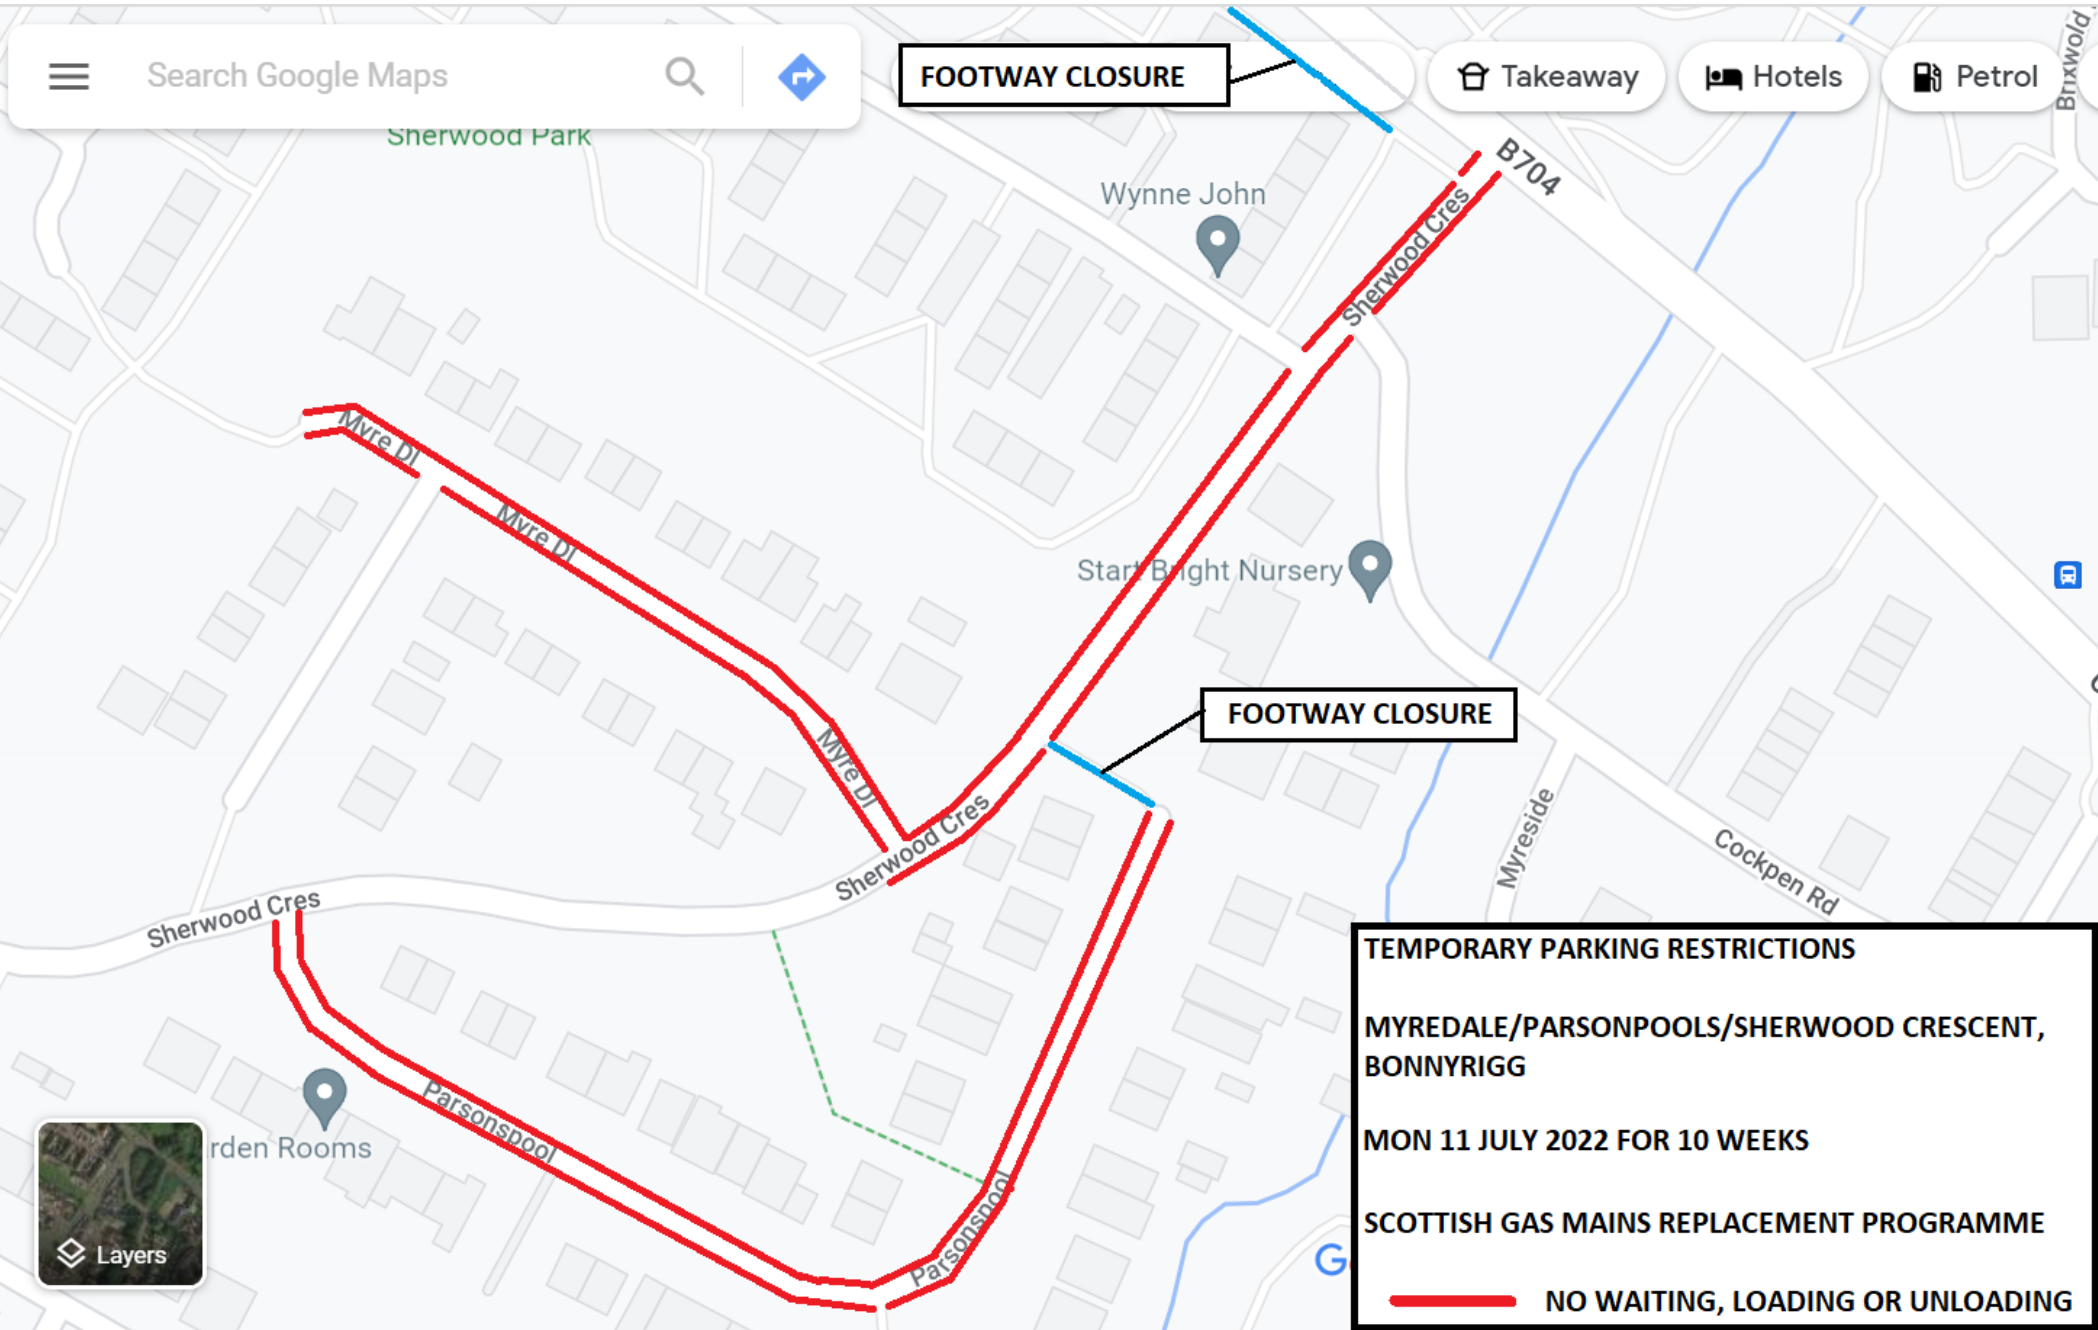 Search Google Maps
FOOTWAY CLOSURE
Takeaway
Hotels
Petrol
Brixwold
Sherwood Park
B704
Wynne John
Sherwood Cres
Myre Dl
Myre Dl
Start Bright Nursery
FOOTWAY CLOSURE
Myre Dl
Sherwood Cres
Myreside
Cockpen Rd
Sherwood Cres
Parsonspool
rden Rooms
Parsonspool
Layers
TEMPORARY PARKING RESTRICTIONS
MYREDALE/PARSONPOOLS/SHERWOOD CRESCENT,
BONNYRIGG
MON 11 JULY 2022 FOR 10 WEEKS
SCOTTISH GAS MAINS REPLACEMENT PROGRAMME
NO WAITING, LOADING OR UNLOADING